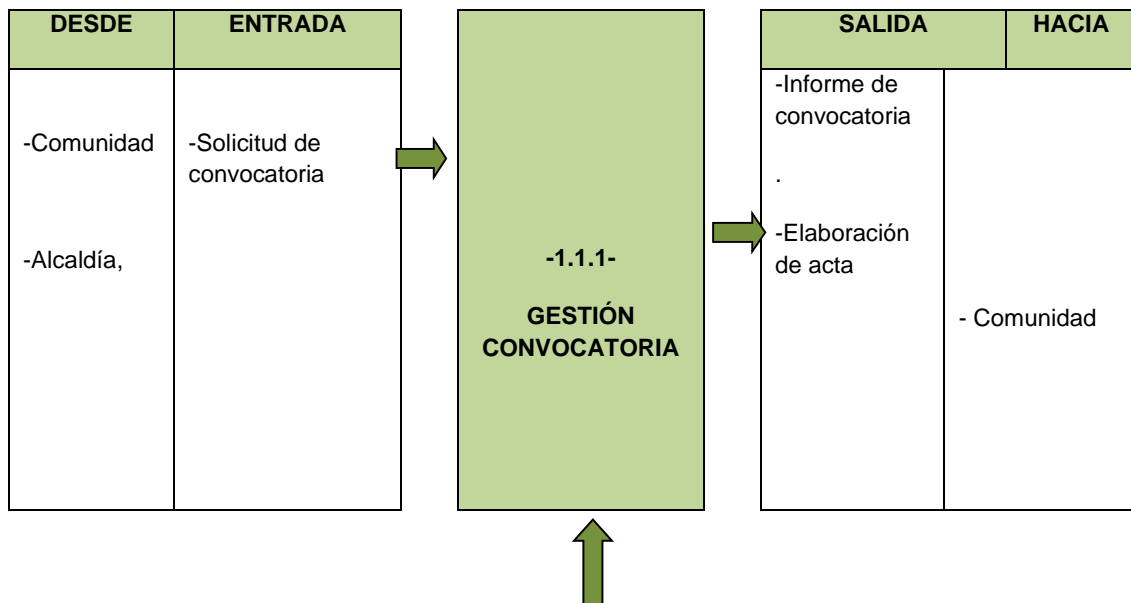 DESDE
ENTRADA
-Comunidad
-Alcaldía,
-Solicitud de
convocatoria
-1.1.1-
GESTIÓN
CONVOCATORIA
SALIDA
HACIA
-Informe de
convocatoria
.
-Elaboración
de acta
- Comunidad